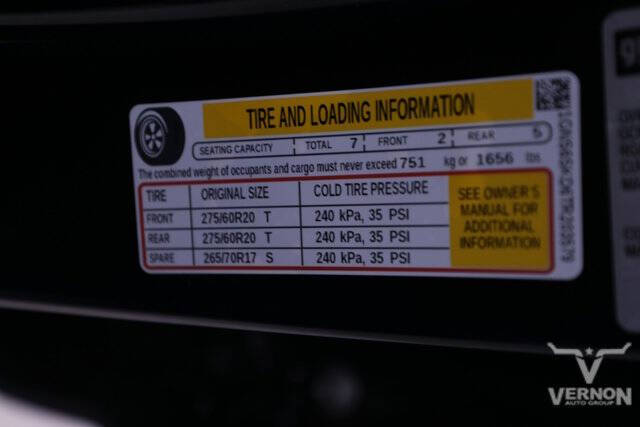 TIRE AND LOADING INFORMATION
SEATING CAPACITY TOTAL 7 FRONT 2 REAR 5
The combined weight of occupants and cargo must never exceed 751 kg or 1656 lbs
TIRE ORIGINAL SIZE COLD TIRE PRESSURE
FRONT 275/60R20 T 240 kPa, 35 PSI
REAR 275/60R20 T 240 kPa, 35 PSI
SPARE 265/70R17 S 240 kPa, 35 PSI
SEE OWNER'S
MANUAL FOR
ADDITIONAL
INFORMATION
VERNON
AUTO GROUP